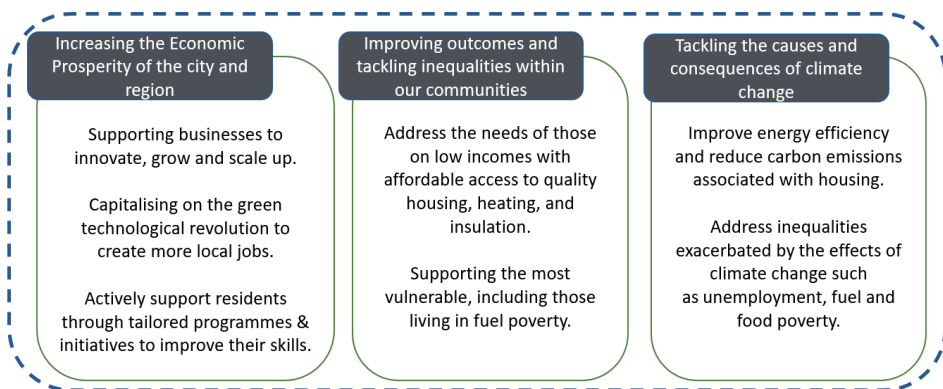 Increasing the Economic
Prosperity of the city and
region
Supporting businesses to
innovate, grow and scale up.
Capitalising on the green
technological revolution to
create more local jobs.
Actively support residents
through tailored programmes &
initiatives to improve their skills.
Improving outcomes and
tackling inequalities within
our communities
Address the needs of those
on low incomes with
affordable access to quality
housing, heating, and
insulation.
Supporting the most
vulnerable, including those
living in fuel poverty.
Tackling the causes and
consequences of climate
change
Improve energy efficiency
and reduce carbon emissions
associated with housing.
Address inequalities
exacerbated by the effects of
climate change such
as unemployment, fuel and
food poverty.